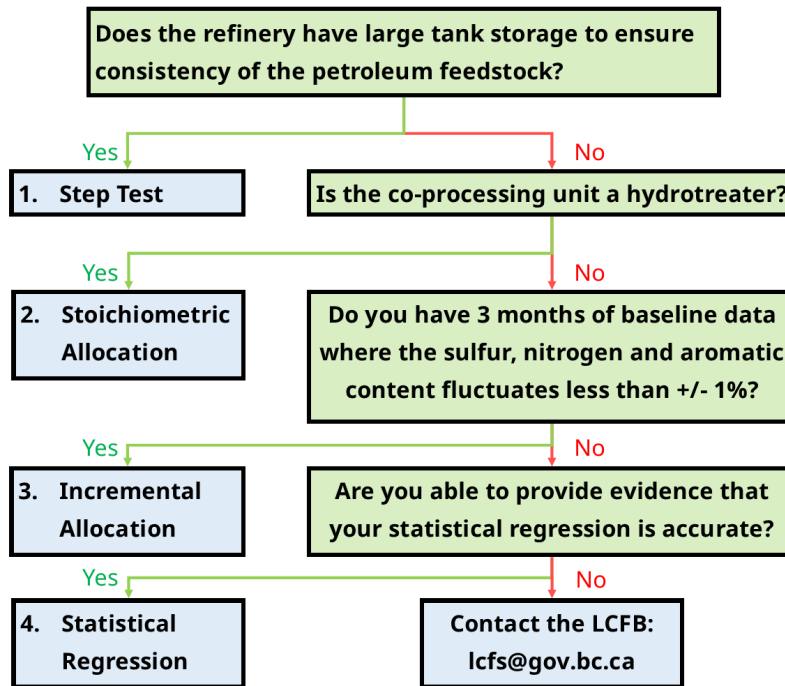 Does the refinery have large tank storage to ensure
consistency of the petroleum feedstock?
Yes
No
1. Step Test
Is the co-processing unit a hydrotreater?
Yes
No
2. Stoichiometric
Allocation
Do you have 3 months of baseline data
where the sulfur, nitrogen and aromatic
content fluctuates less than +/- 1%?
Yes
No
3. Incremental
Allocation
Are you able to provide evidence that
your statistical regression is accurate?
Yes
No
4. Statistical
Regression
Contact the LCFB:
lcfs@gov.bc.ca